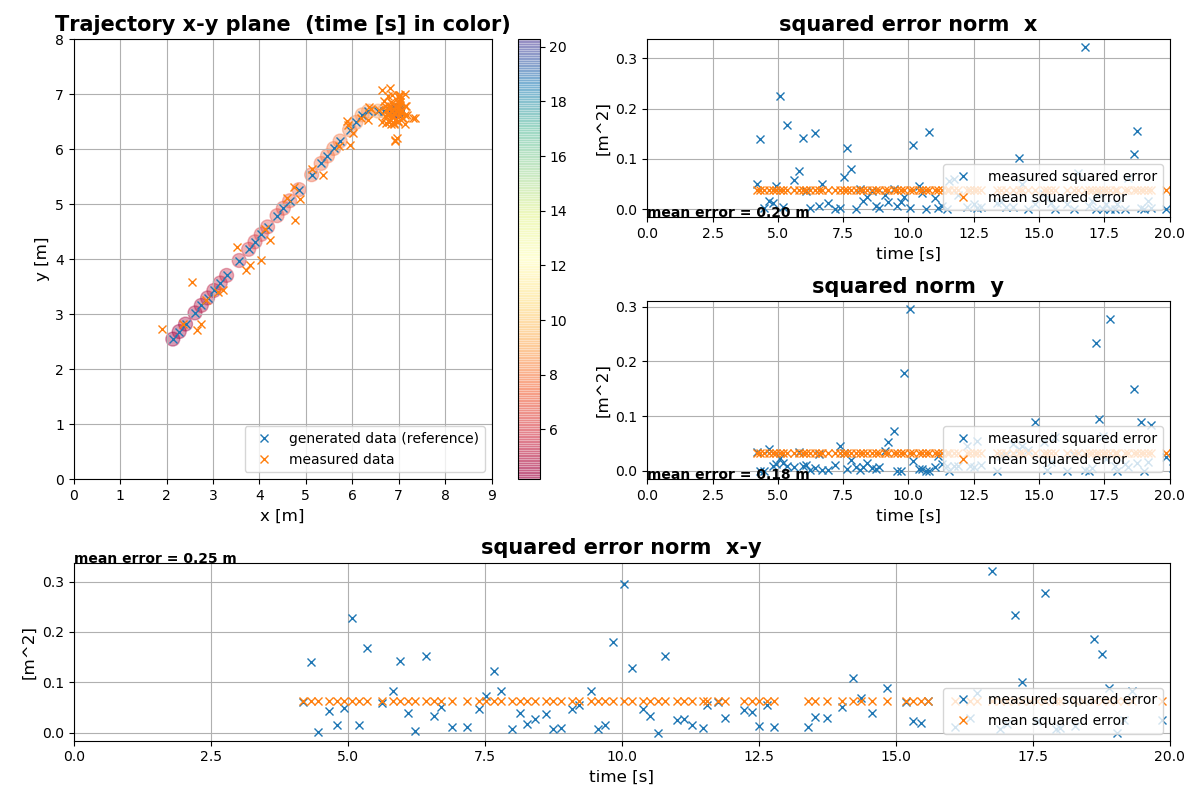 Trajectory x-y plane (time [s] in color)
8
7
6
5
4
3
2
1
0
y [m]
0 1 2 3 4 5 6 7 8 9
x [m]
generated data (reference)
measured data
20
18
16
14
12
10
8
6
squared error norm x
0.3
0.2
0.1
0.0
[m^2]
measured squared error
mean squared error
mean error = 0.20 m
0.0 2.5 5.0 7.5 10.0 12.5 15.0 17.5 20.0
time [s]
squared norm y
0.3
0.2
0.1
0.0
[m^2]
measured squared error
mean squared error
mean error = 0.18 m
0.0 2.5 5.0 7.5 10.0 12.5 15.0 17.5 20.0
time [s]
squared error norm x-y
mean error = 0.25 m
0.3
0.2
0.1
0.0
[m^2]
measured squared error
mean squared error
0.0 2.5 5.0 7.5 10.0 12.5 15.0 17.5 20.0
time [s]